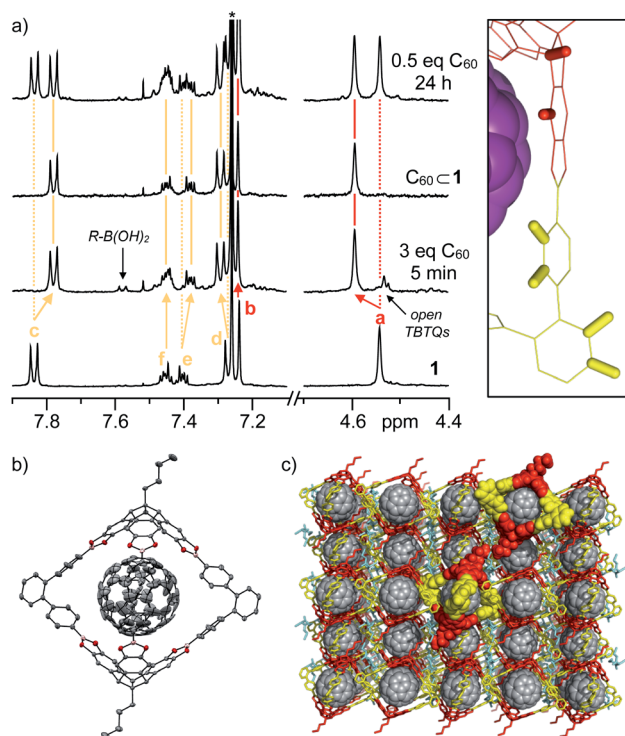 a)
*
0.5 eq C₆₀
24 h
C₆₀⊂1
R-B(OH)₂
3 eq C₆₀
5 min
c
f
e
d
b
a
open
TBTQs
1
7.8
7.6
7.4
7.2
4.6
ppm
4.4
b)
c)